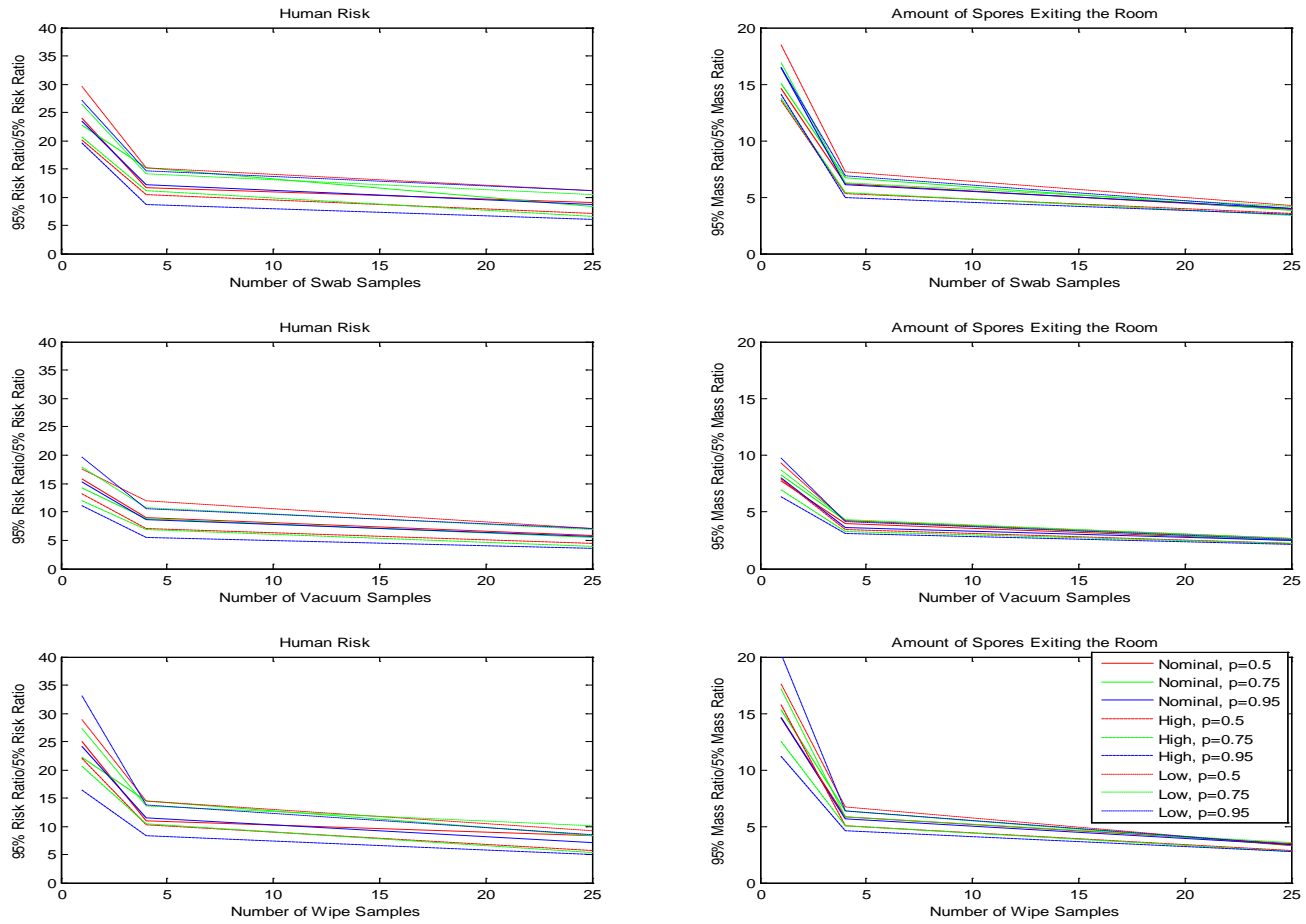 Human Risk
95% Risk Ratio/5% Risk Ratio
40
35
30
25
20
15
10
5
0
0 5 10 15 20 25
Number of Swab Samples
Amount of Spores Exiting the Room
95% Mass Ratio/5% Mass Ratio
20
15
10
5
0
0 5 10 15 20 25
Number of Swab Samples
Human Risk
95% Risk Ratio/5% Risk Ratio
40
35
30
25
20
15
10
5
0
0 5 10 15 20 25
Number of Vacuum Samples
Amount of Spores Exiting the Room
95% Mass Ratio/5% Mass Ratio
20
15
10
5
0
0 5 10 15 20 25
Number of Vacuum Samples
Human Risk
95% Risk Ratio/5% Risk Ratio
40
35
30
25
20
15
10
5
0
0 5 10 15 20 25
Number of Wipe Samples
Amount of Spores Exiting the Room
95% Mass Ratio/5% Mass Ratio
20
15
10
5
0
0 5 10 15 20 25
Number of Wipe Samples
Nominal, p=0.5
Nominal, p=0.75
Nominal, p=0.95
High, p=0.5
High, p=0.75
High, p=0.95
Low, p=0.5
Low, p=0.75
Low, p=0.95